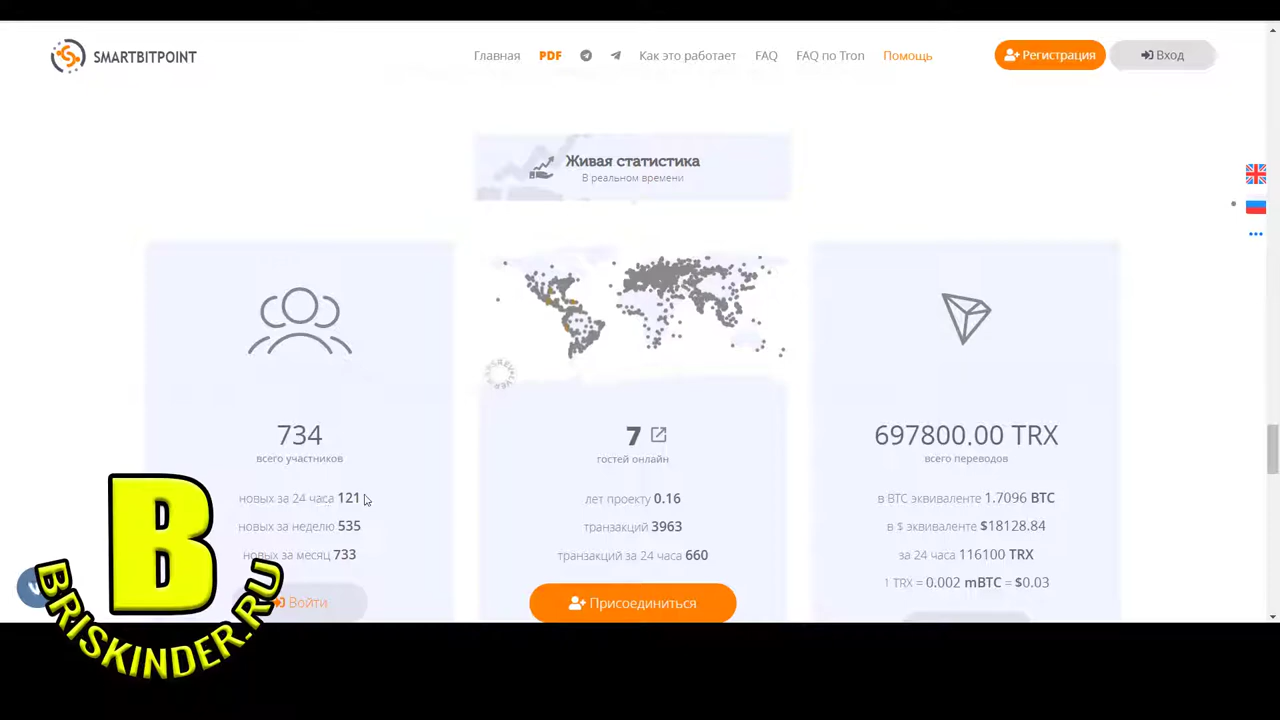 SMARTBITPOINT
Главная PDF Как это работает FAQ FAQ по Tron Помощь Регистрация Вход
Живая статистика
В реальном времени
734
всего участников
новых за 24 часа 121
новых за неделю 535
новых за месяц 733
Войти
7
гостей онлайн
лет проекту 0.16
транзакций 3963
транзакций за 24 часа 660
Присоединиться
697800.00 TRX
всего переводов
в BTC эквиваленте 1.7096 BTC
в $ эквиваленте $18128.84
за 24 часа 116100 TRX
1 TRX = 0.002 mBTC = $0.03
B
BRISKINDER.RU